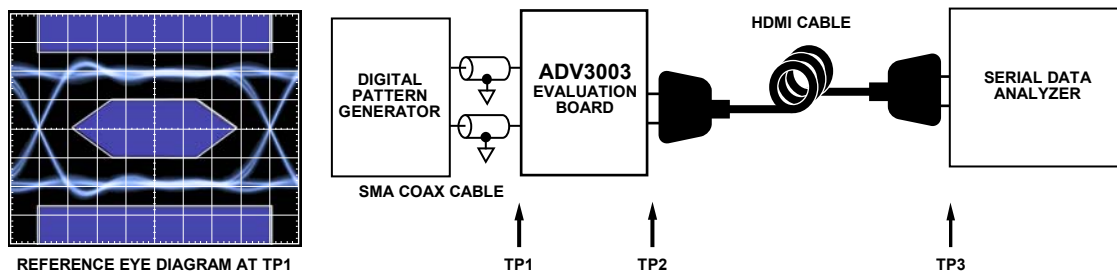 REFERENCE EYE DIAGRAM AT TP1
DIGITAL
PATTERN
GENERATOR
SMA COAX CABLE
ADV3003
EVALUATION
BOARD
HDMI CABLE
SERIAL DATA
ANALYZER
TP1
TP2
TP3